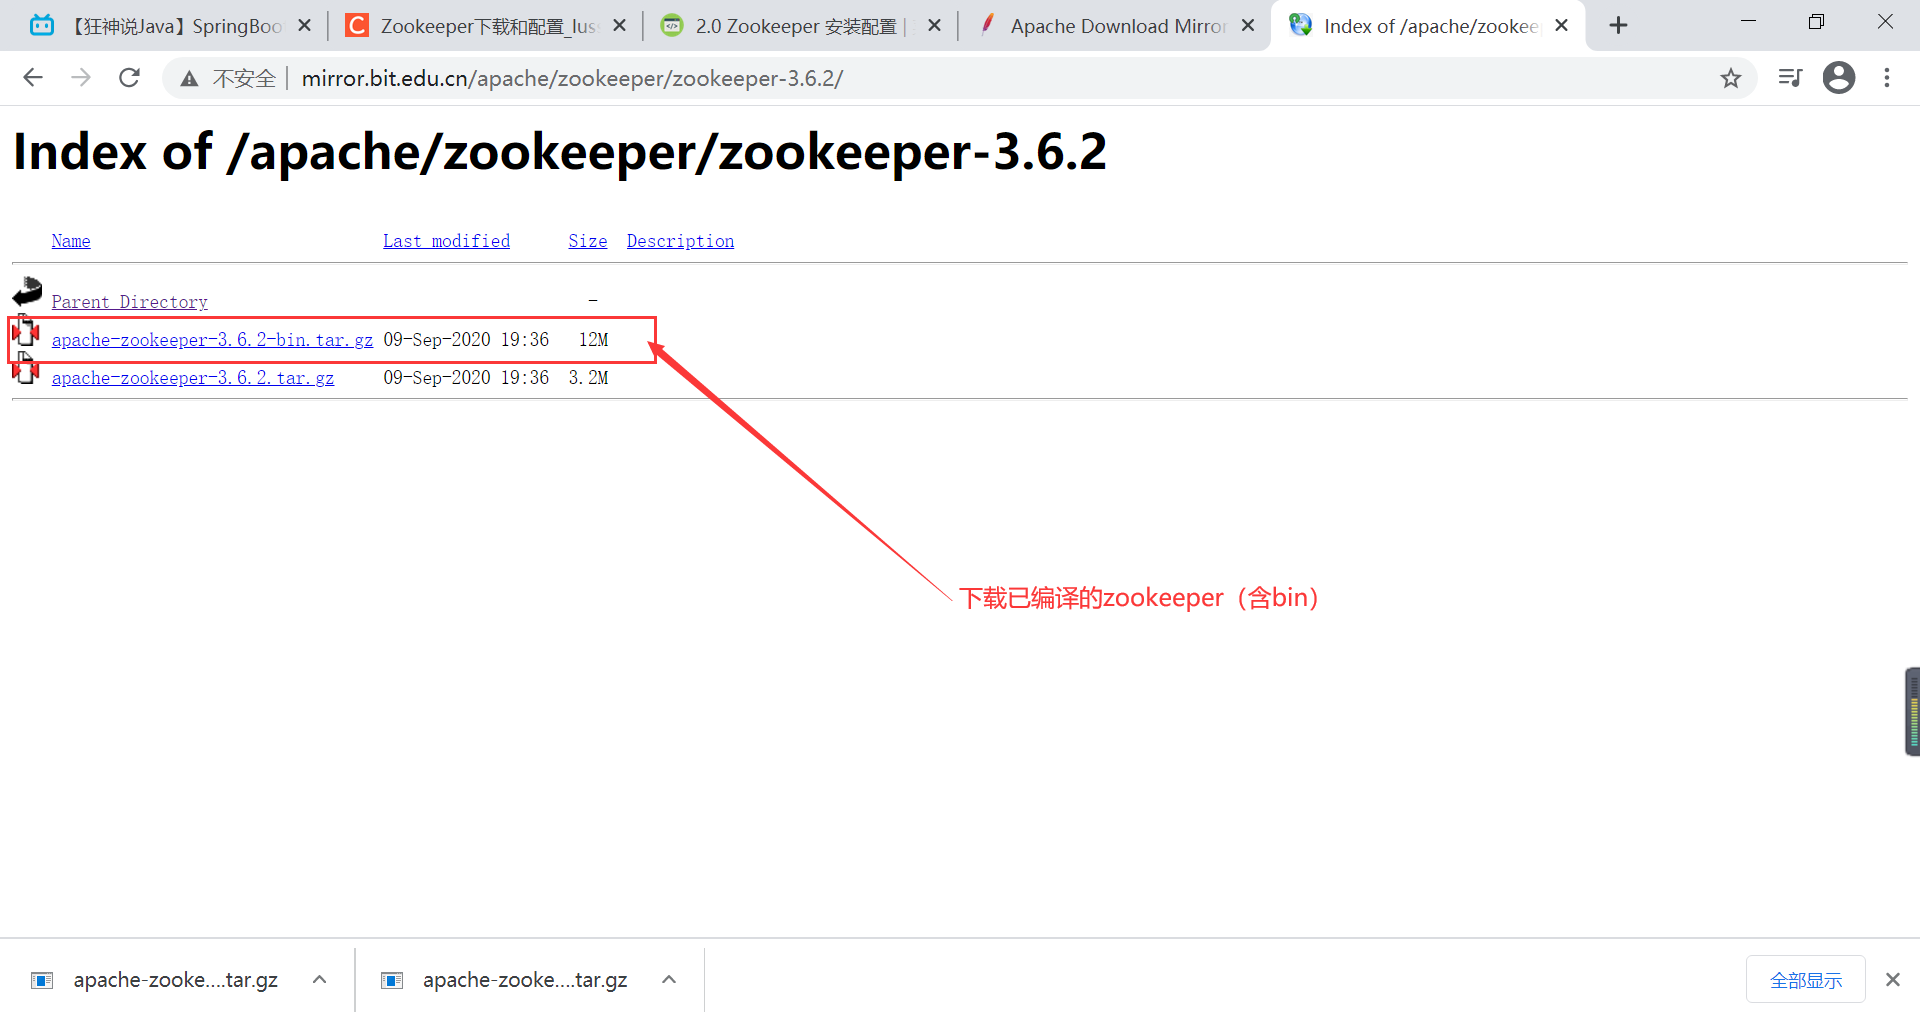 【狂神说Java】SpringBoo
Zookeeper下载和配置_lus
2.0 Zookeeper 安装配置 |
Apache Download Mirror
Index of /apache/zookee
不安全 | mirror.bit.edu.cn/apache/zookeeper/zookeeper-3.6.2/
Index of /apache/zookeeper/zookeeper-3.6.2
Name Last modified Size Description
Parent Directory -
apache-zookeeper-3.6.2-bin.tar.gz 09-Sep-2020 19:36 12M
apache-zookeeper-3.6.2.tar.gz 09-Sep-2020 19:36 3.2M
下载已编译的zookeeper（含bin）
apache-zooke....tar.gz
apache-zooke....tar.gz
全部显示